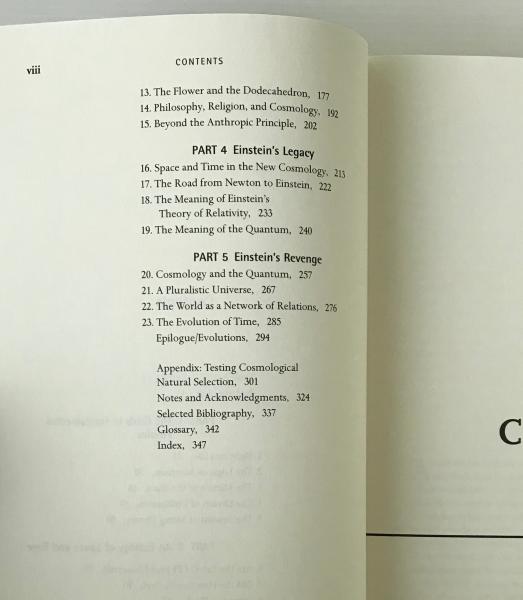 viii
CONTENTS
13. The Flower and the Dodecahedron, 177
14. Philosophy, Religion, and Cosmology, 192
15. Beyond the Anthropic Principle, 202
PART 4 Einstein's Legacy
16. Space and Time in the New Cosmology, 213
17. The Road from Newton to Einstein, 222
18. The Meaning of Einstein's
Theory of Relativity, 233
19. The Meaning of the Quantum, 240
PART 5 Einstein's Revenge
20. Cosmology and the Quantum, 257
21. A Pluralistic Universe, 267
22. The World as a Network of Relations, 276
23. The Evolution of Time, 285
Epilogue/Evolutions, 294
Appendix: Testing Cosmological
Natural Selection, 301
Notes and Acknowledgments, 324
Selected Bibliography, 337
Glossary, 342
Index, 347
C